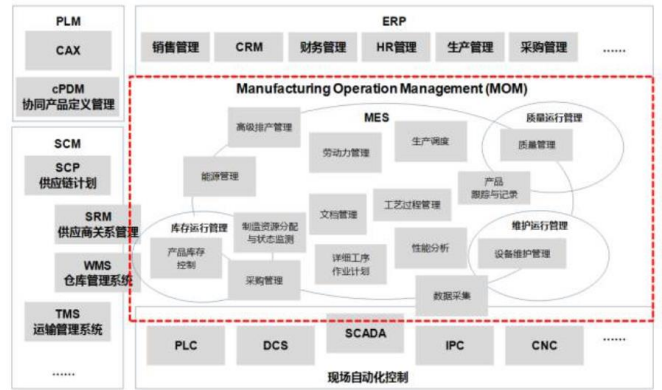 PLM
CAX
cPDM
协同产品定义管理
SCM
SCP
供应链计划
SRM
供应商关系管理
WMS
仓库管理系统
TMS
运输管理系统
……
ERP
销售管理
CRM
财务管理
HR管理
生产管理
采购管理
……
Manufacturing Operation Management (MOM)
MES
高级排产管理
劳动力管理
生产调度
质量运行管理
质量管理
能源管理
文档管理
工艺过程管理
产品
跟踪与记录
库存运行管理
产品库存
控制
制造资源分配
与状态监测
采购管理
详细工序
作业计划
性能分析
数据采集
维护运行管理
设备维护管理
PLC
DCS
SCADA
IPC
CNC
……
现场自动化控制